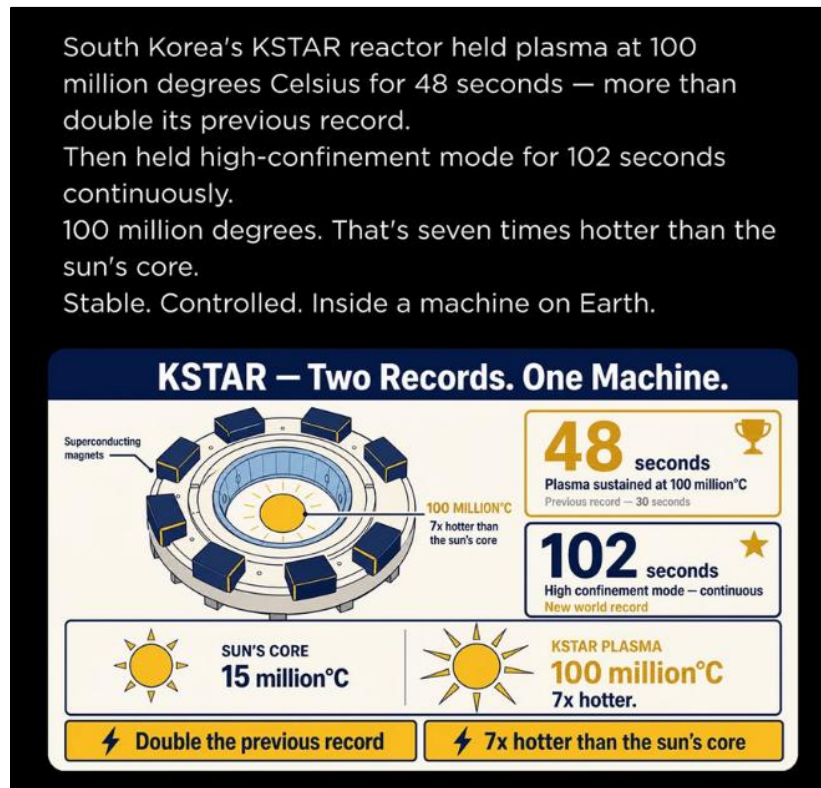 South Korea's KSTAR reactor held plasma at 100
million degrees Celsius for 48 seconds — more than
double its previous record.
Then held high-confinement mode for 102 seconds
continuously.
100 million degrees. That's seven times hotter than the
sun's core.
Stable. Controlled. Inside a machine on Earth.
KSTAR — Two Records. One Machine.
Superconducting
magnets
100 MILLION°C
7x hotter than
the sun's core
48 seconds
Plasma sustained at 100 million°C
Previous record — 30 seconds
102 seconds
High confinement mode — continuous
New world record
SUN'S CORE
15 million°C
KSTAR PLASMA
100 million°C
7x hotter.
Double the previous record
7x hotter than the sun's core